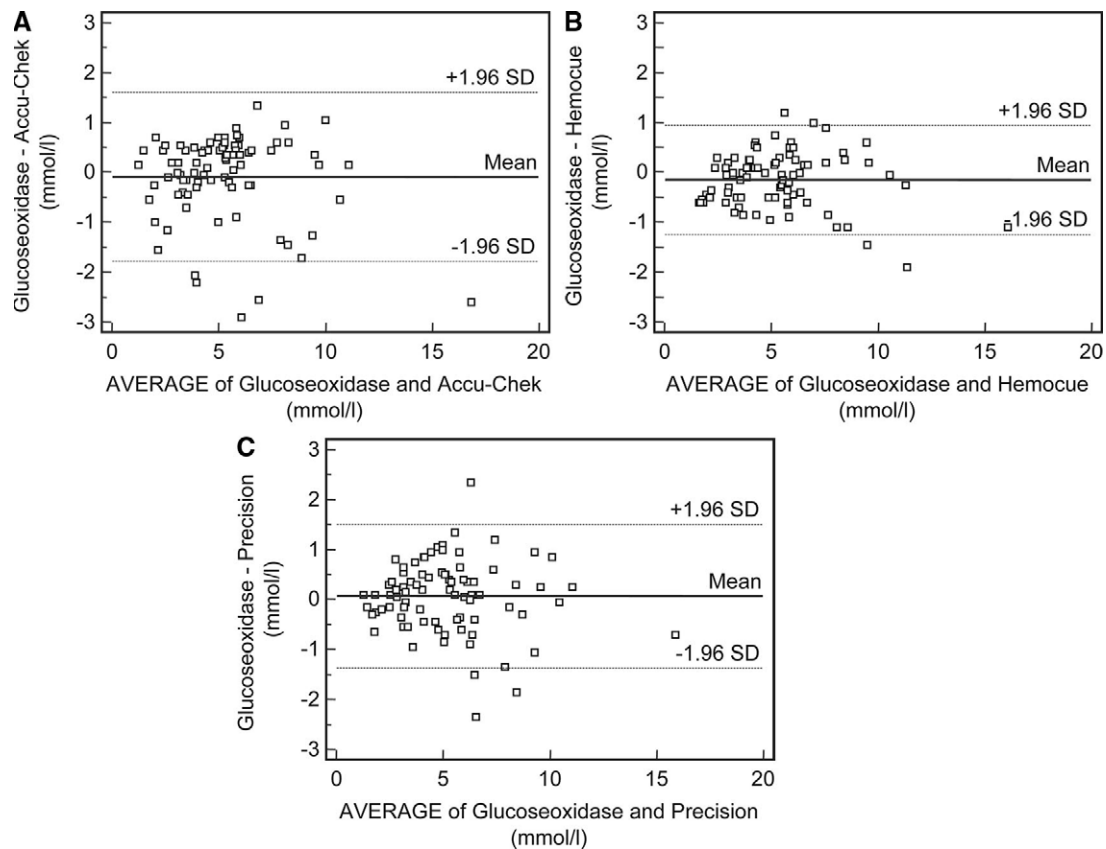 A
Glucoseoxidase - Accu-Chek
(mmol/l)
3
2
1
0
-1
-2
-3
+1.96 SD
Mean
-1.96 SD
0 5 10 15 20
AVERAGE of Glucoseoxidase and Accu-Chek
(mmol/l)
B
Glucoseoxidase - Hemocue
(mmol/l)
3
2
1
0
-1
-2
-3
+1.96 SD
Mean
-1.96 SD
0 5 10 15 20
AVERAGE of Glucoseoxidase and Hemocue
(mmol/l)
C
Glucoseoxidase - Precision
(mmol/l)
3
2
1
0
-1
-2
-3
+1.96 SD
Mean
-1.96 SD
0 5 10 15 20
AVERAGE of Glucoseoxidase and Precision
(mmol/l)